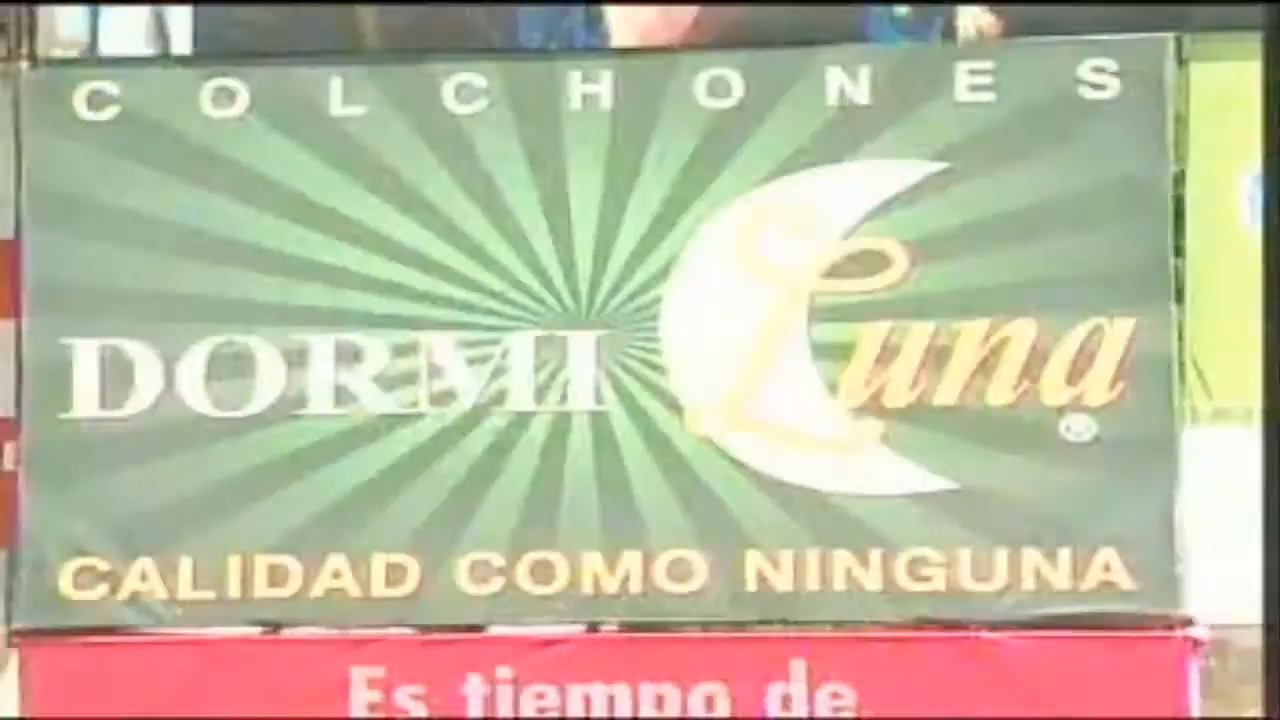 COLCHONES
DORMI Luna®
CALIDAD COMO NINGUNA
Es tiempo de